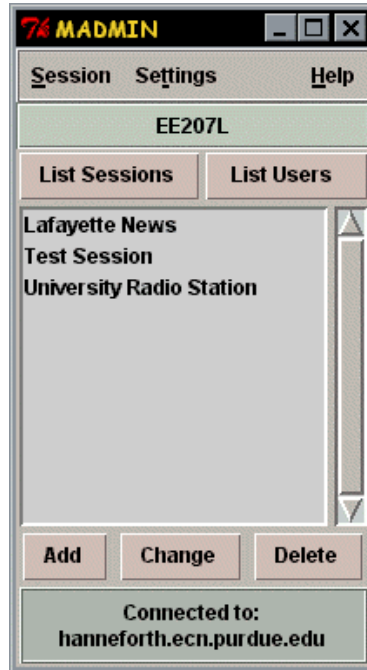 MADMIN
Session Settings Help
EE207L
List Sessions List Users
Lafayette News
Test Session
University Radio Station
Add Change Delete
Connected to:
hanneforth.ecn.purdue.edu